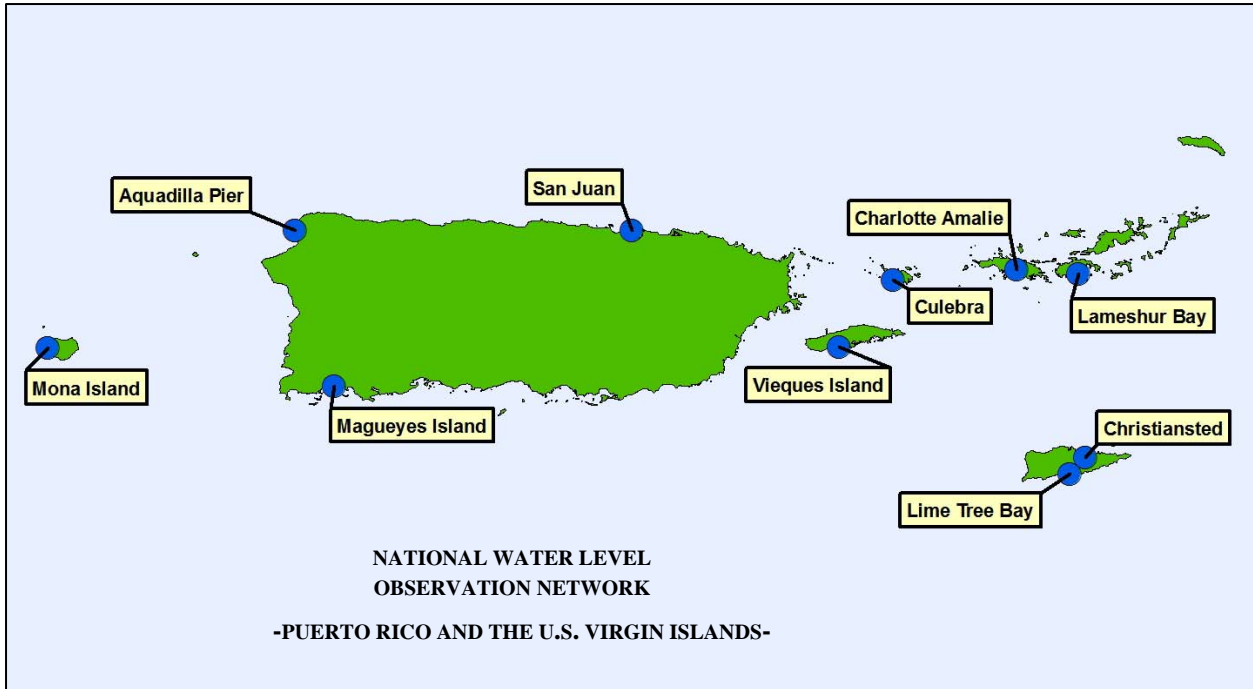 Aquadilla Pier
San Juan
Charlotte Amalie
Culebra
Lameshur Bay
Mona Island
Vieques Island
Magueyes Island
Christiansted
Lime Tree Bay
NATIONAL WATER LEVEL
OBSERVATION NETWORK
-PUERTO RICO AND THE U.S. VIRGIN ISLANDS-